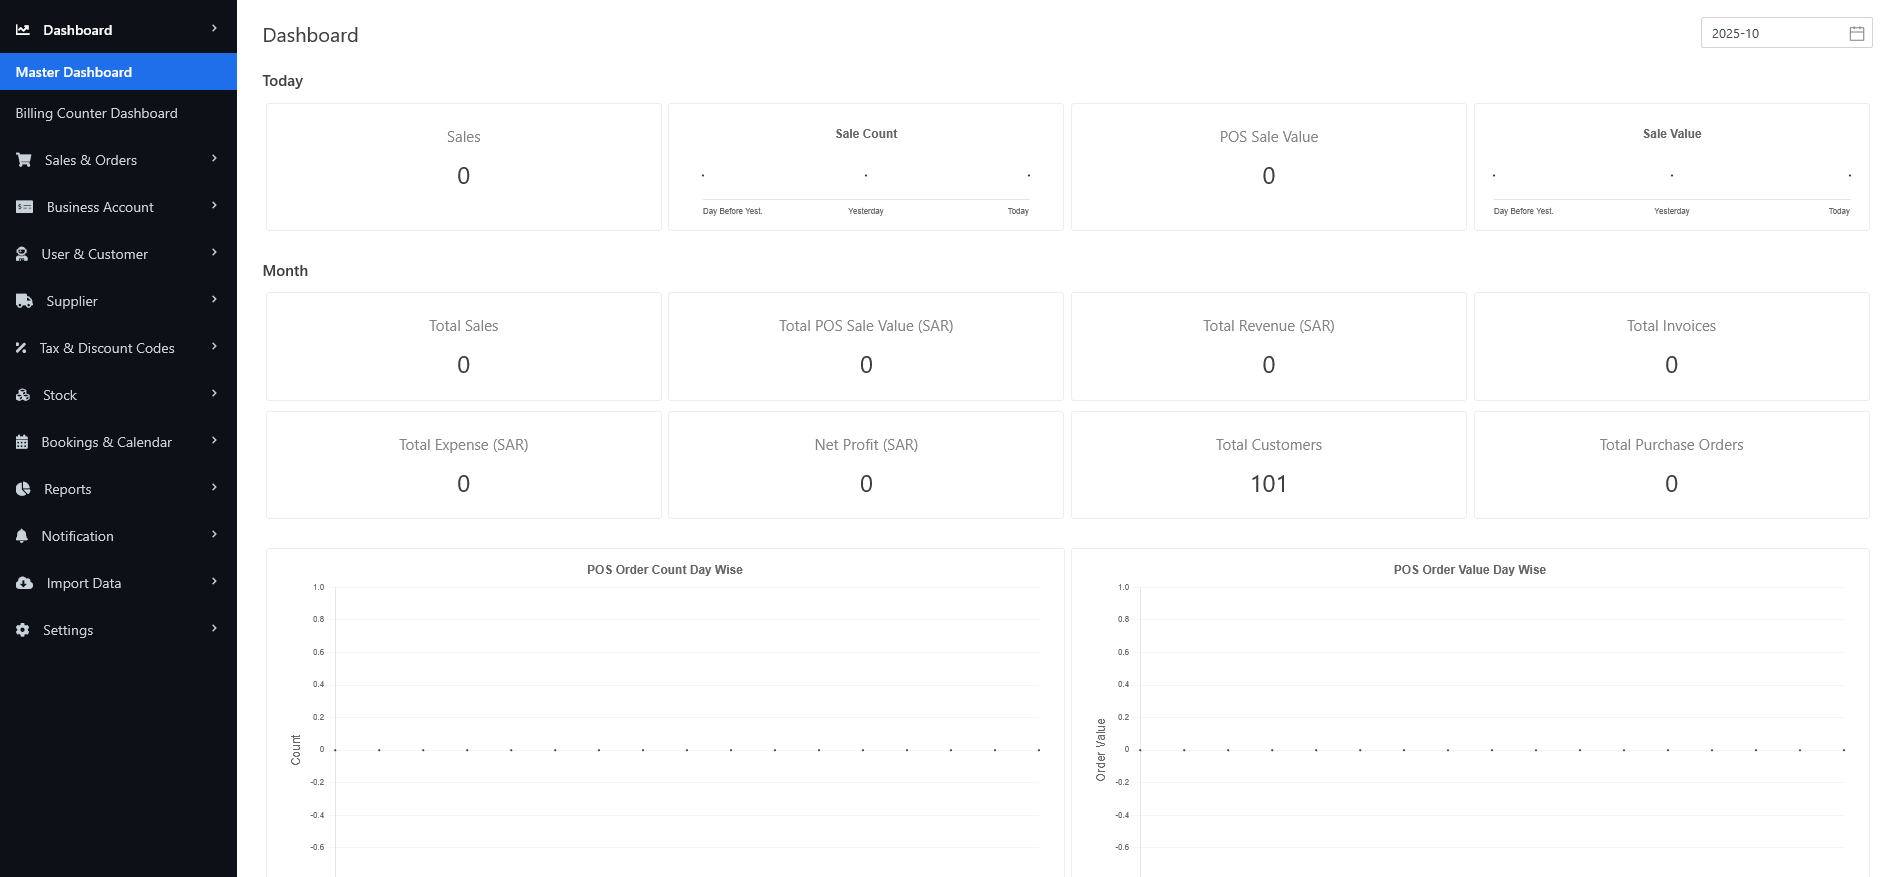 Dashboard
Master Dashboard
Billing Counter Dashboard
Sales & Orders
Business Account
User & Customer
Supplier
Tax & Discount Codes
Stock
Bookings & Calendar
Reports
Notification
Import Data
Settings
Dashboard
2025-10
Today
Sales
0
Sale Count
Day Before Yest.
Yesterday
Today
POS Sale Value
0
Sale Value
Day Before Yest.
Yesterday
Today
Month
Total Sales
0
Total POS Sale Value (SAR)
0
Total Revenue (SAR)
0
Total Invoices
0
Total Expense (SAR)
0
Net Profit (SAR)
0
Total Customers
101
Total Purchase Orders
0
POS Order Count Day Wise
Count
1.0
0.8
0.6
0.4
0.2
0
-0.2
-0.4
-0.6
POS Order Value Day Wise
Order Value
1.0
0.8
0.6
0.4
0.2
0
-0.2
-0.4
-0.6